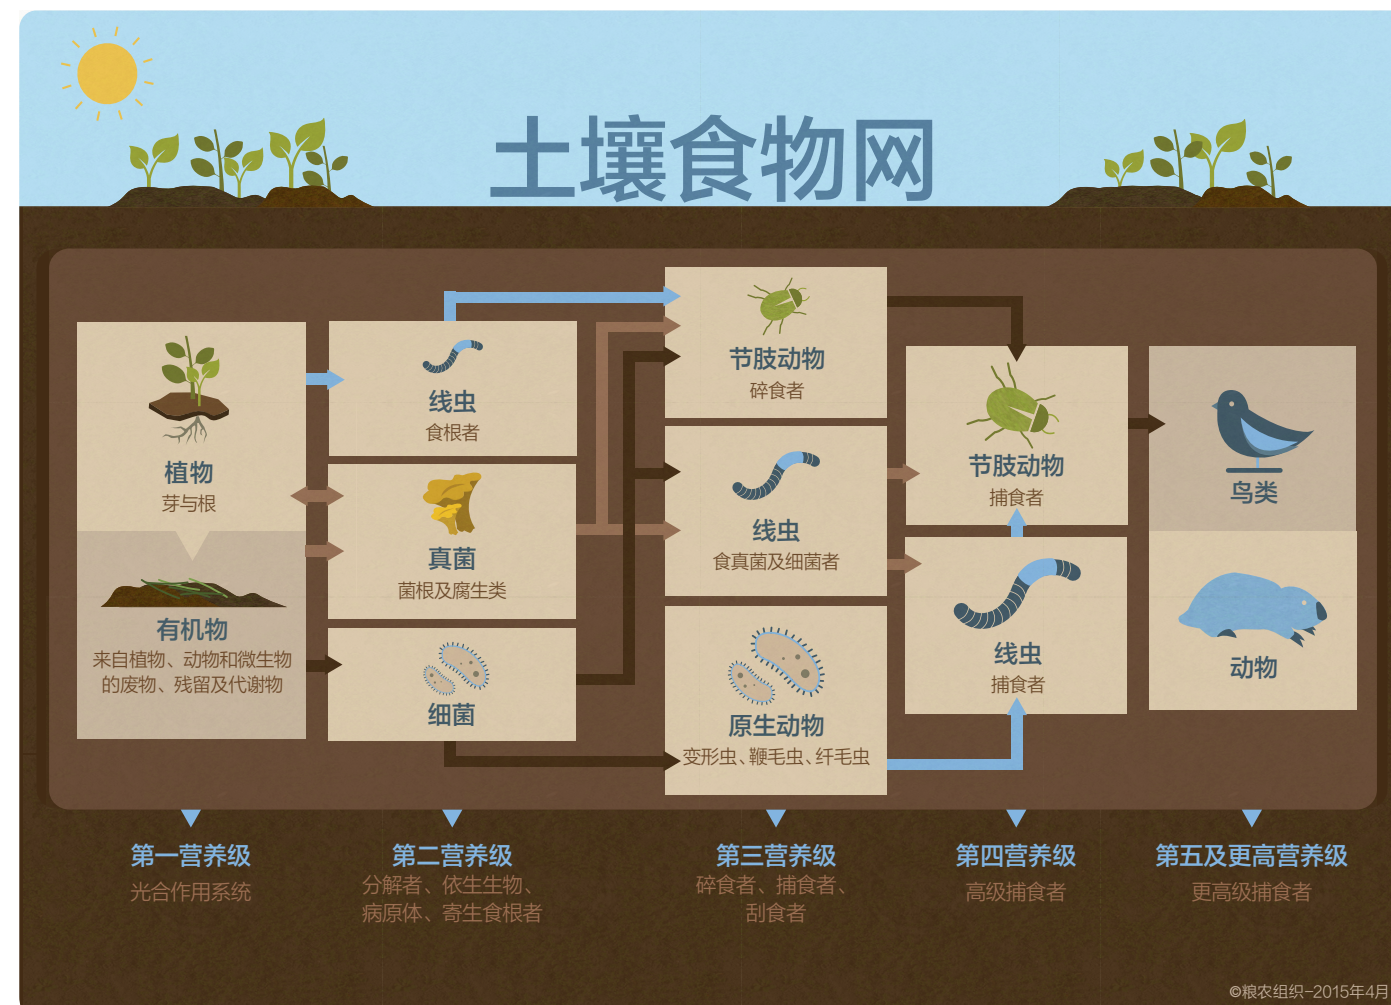 土壤食物网
植物
芽与根
有机物
来自植物、动物和微生物
的废物、残留及代谢物
线虫
食根者
真菌
菌根及腐生类
细菌
节肢动物
碎食者
线虫
食真菌及细菌者
原生动物
变形虫、鞭毛虫、纤毛虫
节肢动物
捕食者
线虫
捕食者
鸟类
动物
第一营养级
光合作用系统
第二营养级
分解者、依生生物、
病原体、寄生食根者
第三营养级
碎食者、捕食者、
刮食者
第四营养级
高级捕食者
第五及更高营养级
更高级捕食者
©粮农组织-2015年4月